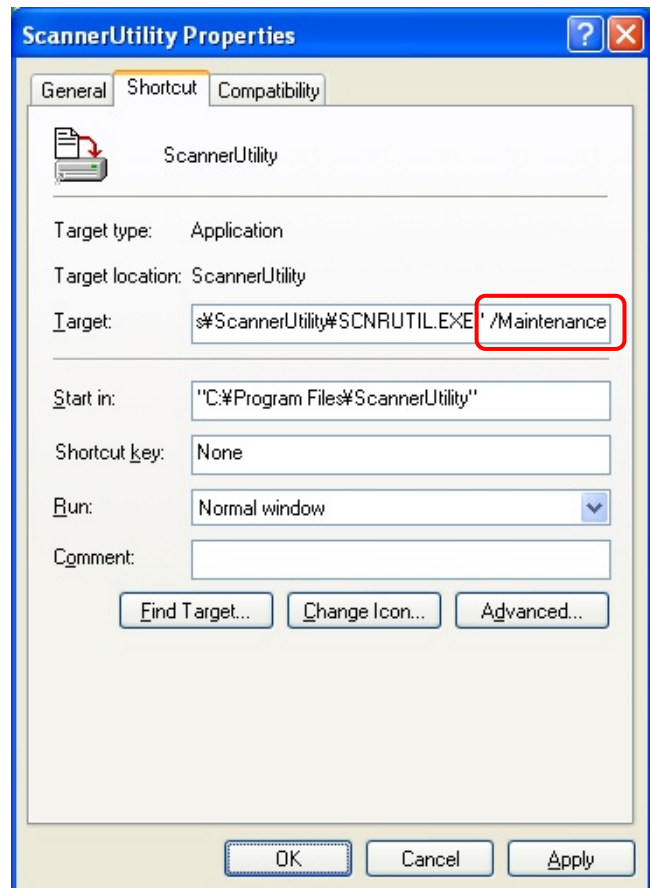 ScannerUtility Properties
General Shortcut Compatibility
ScannerUtility
Target type: Application
Target location: ScannerUtility
Target: s¥ScannerUtility¥SCNRUTIL.EXE" /Maintenance
Start in: "C:¥Program Files¥ScannerUtility"
Shortcut key: None
Run: Normal window
Comment:
Find Target... Change Icon... Advanced...
OK Cancel Apply